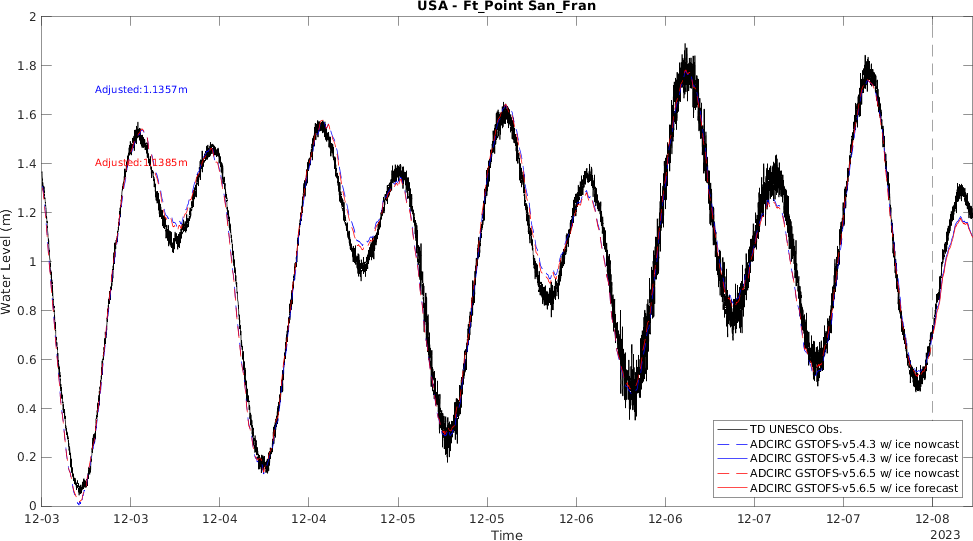 USA - Ft_Point San_Fran
2
1.8
1.6
1.4
1.2
1
0.8
0.6
0.4
0.2
0
Water Level (m)
Adjusted:1.1357m
Adjusted:1.1385m
TD UNESCO Obs.
ADCIRC GSTOFS-v5.4.3 w/ ice nowcast
ADCIRC GSTOFS-v5.4.3 w/ ice forecast
ADCIRC GSTOFS-v5.6.5 w/ ice nowcast
ADCIRC GSTOFS-v5.6.5 w/ ice forecast
12-03 12-03 12-04 12-04 12-05 12-05 12-06 12-06 12-07 12-07 12-08
Time
2023